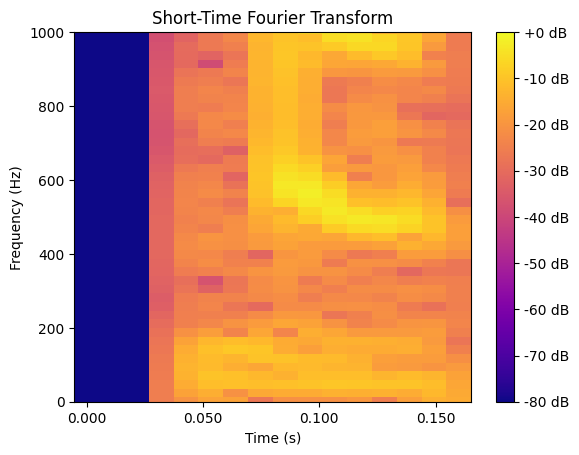 Short-Time Fourier Transform
Frequency (Hz)
1000
800
600
400
200
0
0.000
0.050
0.100
0.150
Time (s)
+0 dB
-10 dB
-20 dB
-30 dB
-40 dB
-50 dB
-60 dB
-70 dB
-80 dB